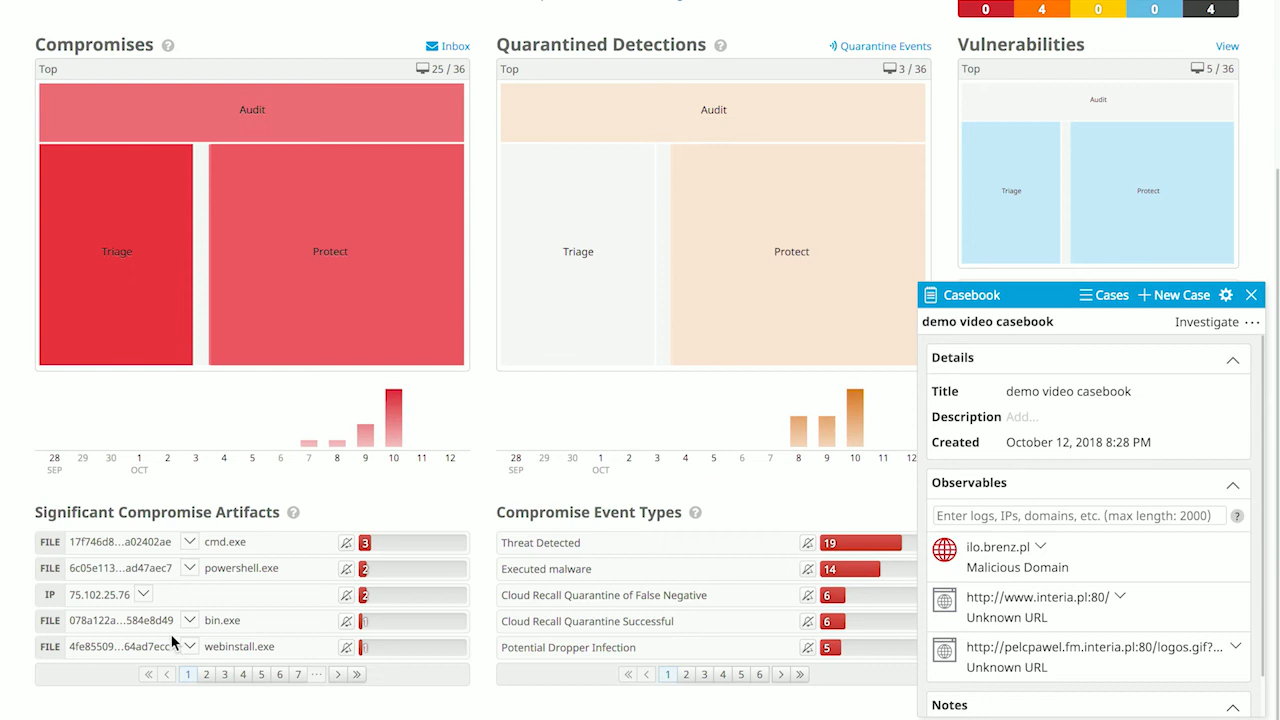 0 4 0 0 4
Compromises ?
Inbox
Top 25 / 36
Audit
Triage
Protect
28 29 30 1 2 3 4 5 6 7 8 9 10 11 12
SEP OCT
Quarantined Detections ?
Quarantine Events
Top 3 / 36
Audit
Triage
Protect
28 29 30 1 2 3 4 5 6 7 8 9 10 11 12
SEP OCT
Vulnerabilities
View
Top 5 / 36
Audit
Triage
Protect
Significant Compromise Artifacts ?
FILE 17f746d8...a02402ae cmd.exe 3
FILE 6c05e113...ad47aec7 powershell.exe 2
IP 75.102.25.76 2
FILE 078a122a...584e8d49 bin.exe 1
FILE 4fe85509...64ad7ecc webinstall.exe 1
« ‹ 1 2 3 4 5 6 7 ... › »
Compromise Event Types ?
Threat Detected 19
Executed malware 14
Cloud Recall Quarantine of False Negative 6
Cloud Recall Quarantine Successful 6
Potential Dropper Infection 5
« ‹ 1 2 3 4 5 6 › »
Casebook Cases + New Case
demo video casebook Investigate ...
Details
Title demo video casebook
Description Add...
Created October 12, 2018 8:28 PM
Observables
Enter logs, IPs, domains, etc. (max length: 2000) ?
ilo.brenz.pl
Malicious Domain
http://www.interia.pl:80/
Unknown URL
http://pelcpawel.fm.interia.pl:80/logos.gif?...
Unknown URL
Notes